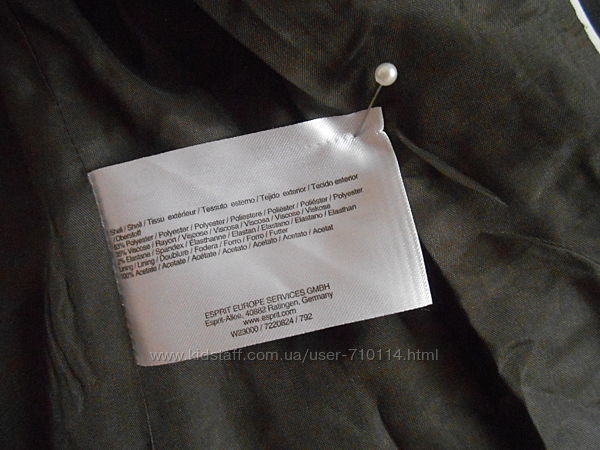 Shell / Shell / Tissu extérieur / Tessuto esterno / Tejido exterior / Tecido exterior
/ Oberstoff
63% Polyester / Polyester / Polyester / Poliestere / Poliéster / Poliéster / Polyester
35% Viscose / Rayon / Viscose / Viscosa / Viscosa / Viscose / Viskose
2% Elastane / Spandex / Elasthanne / Elastan / Elastano / Elastano / Elasthan
Lining / Lining / Doublure / Fodera / Forro / Forro / Futter
100% Acetate / Acetate / Acétate / Acetato / Acetato / Acetato / Acetat
ESPRIT EUROPE SERVICES GMBH
Esprit-Allee, 40882 Ratingen, Germany
www.esprit.com
W23000 / 7220824 / 792
www.kidstaff.com.ua/user-710114.html